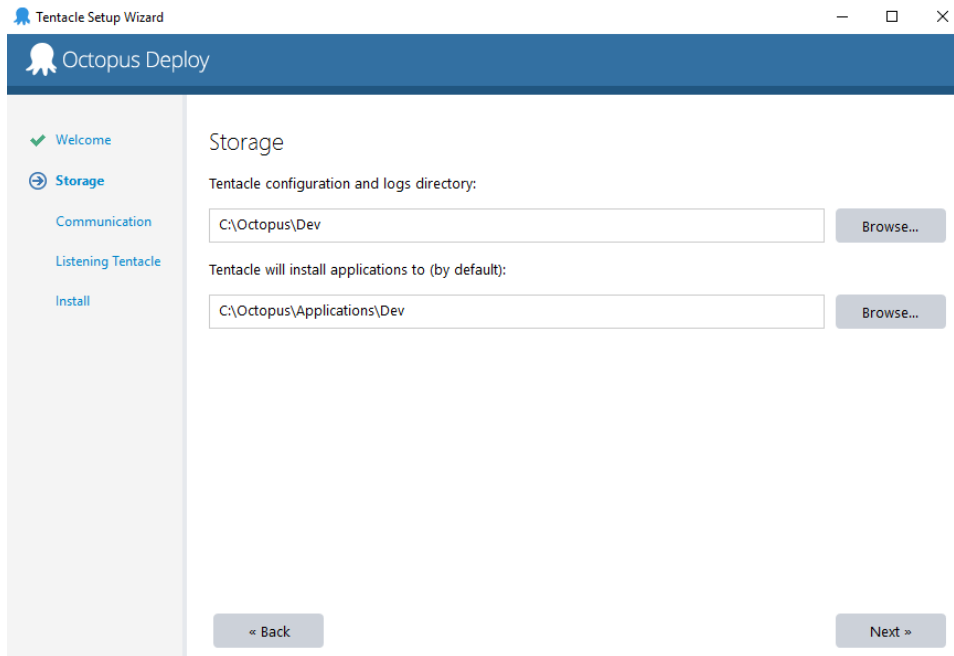 Tentacle Setup Wizard
Octopus Deploy
Welcome
Storage
Communication
Listening Tentacle
Install
Storage
Tentacle configuration and logs directory:
C:\Octopus\Dev
Browse...
Tentacle will install applications to (by default):
C:\Octopus\Applications\Dev
Browse...
« Back
Next »